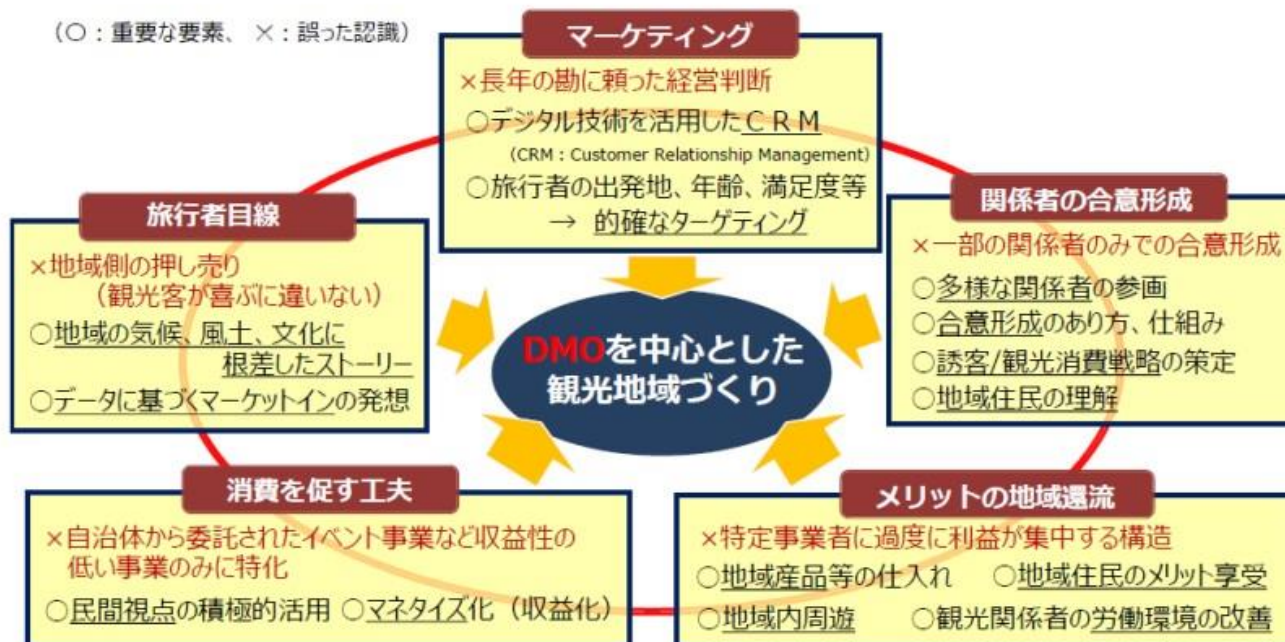 (○:重要な要素、 ×:誤った認識)
マーケティング
×長年の勘に頼った経営判断
○デジタル技術を活用したＣＲＭ
(CRM : Customer Relationship Management)
○旅行者の出発地、年齢、満足度等
→ 的確なターゲティング
旅行者目線
×地域側の押し売り
(観光客が喜ぶに違いない)
○地域の気候、風土、文化に
根差したストーリー
○データに基づくマーケットインの発想
関係者の合意形成
×一部の関係者のみでの合意形成
○多様な関係者の参画
○合意形成のあり方、仕組み
○誘客/観光消費戦略の策定
○地域住民の理解
DMOを中心とした
観光地域づくり
消費を促す工夫
×自治体から委託されたイベント事業など収益性の
低い事業のみに特化
○民間視点の積極的活用 ○マネタイズ化（収益化）
メリットの地域還流
×特定事業者に過度に利益が集中する構造
○地域産品等の仕入れ ○地域住民のメリット享受
○地域内周遊 ○観光関係者の労働環境の改善